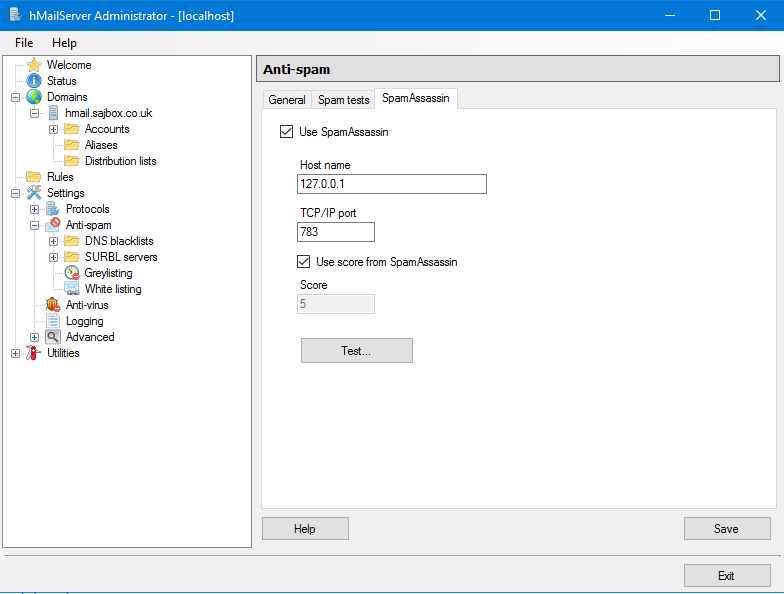 hMailServer Administrator - [localhost]
File Help
Welcome
Status
Domains
hmail.sajbox.co.uk
Accounts
Aliases
Distribution lists
Rules
Settings
Protocols
Anti-spam
DNS blacklists
SURBL servers
Greylisting
White listing
Anti-virus
Logging
Advanced
Utilities
Anti-spam
General Spam tests SpamAssassin
Use SpamAssassin
Host name
127.0.0.1
TCP/IP port
783
Use score from SpamAssassin
Score
5
Test...
Help Save
Exit